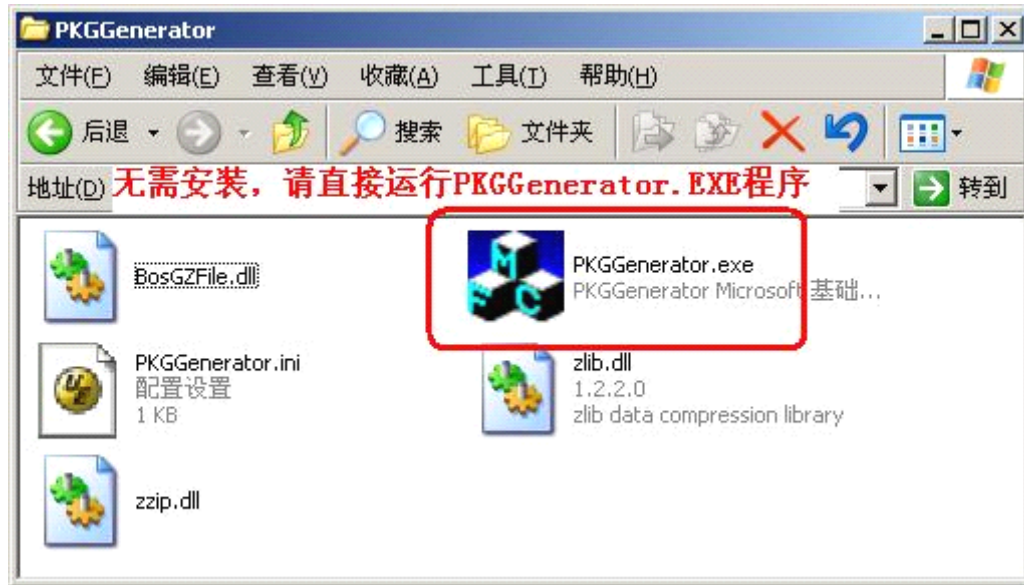 PKGGenerator
文件(F) 编辑(E) 查看(V) 收藏(A) 工具(T) 帮助(H)
后退 搜索 文件夹
地址(D) 无需安装，请直接运行PKGGenerator.EXE程序 转到
BosGZFile.dll
PKGGenerator.exe
PKGGenerator Microsoft 基础...
PKGGenerator.ini
配置设置
1 KB
zlib.dll
1.2.2.0
zlib data compression library
zzip.dll
M
F C